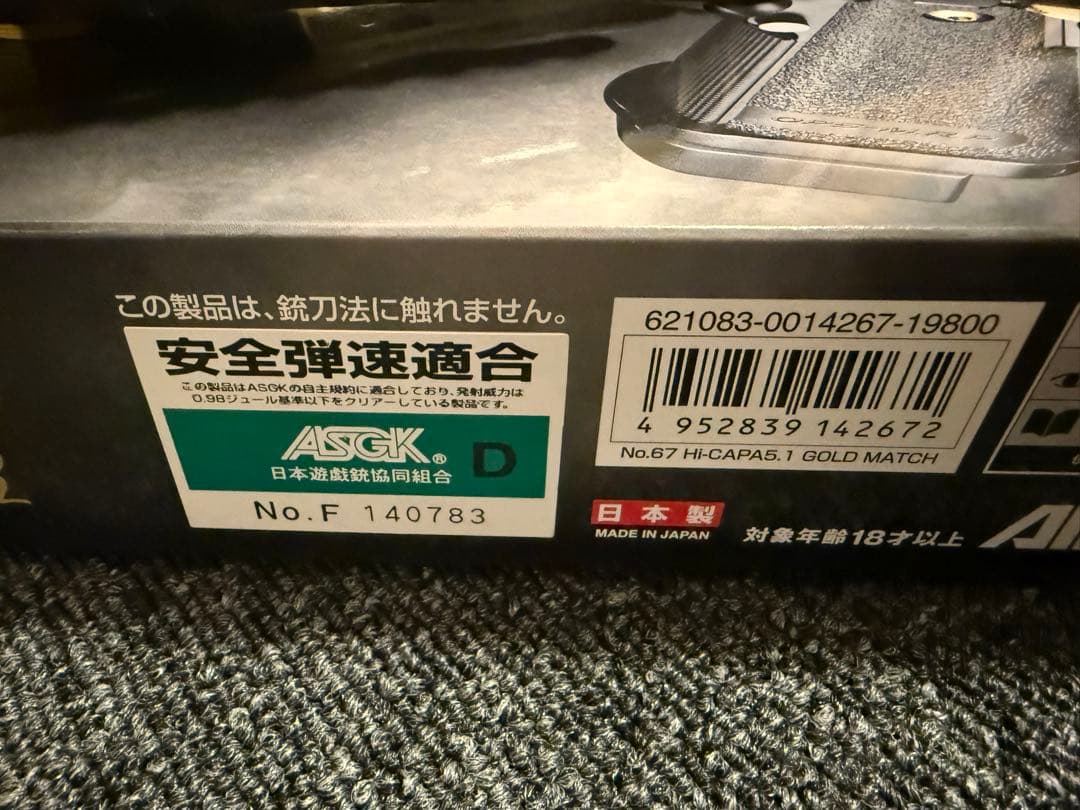 この製品は、銃刀法に触れません。
安全弾速適合
この製品はASGKの自主規約に適合しており、発射威力は
0.98ジュール基準以下をクリアーしている製品です。
ASGK®
日本遊戯銃協同組合
D
No.F 140783
621083-0014267-19800
4 952839 142672
No.67 Hi-CAPA5.1 GOLD MATCH
日本製
MADE IN JAPAN
対象年齢18才以上